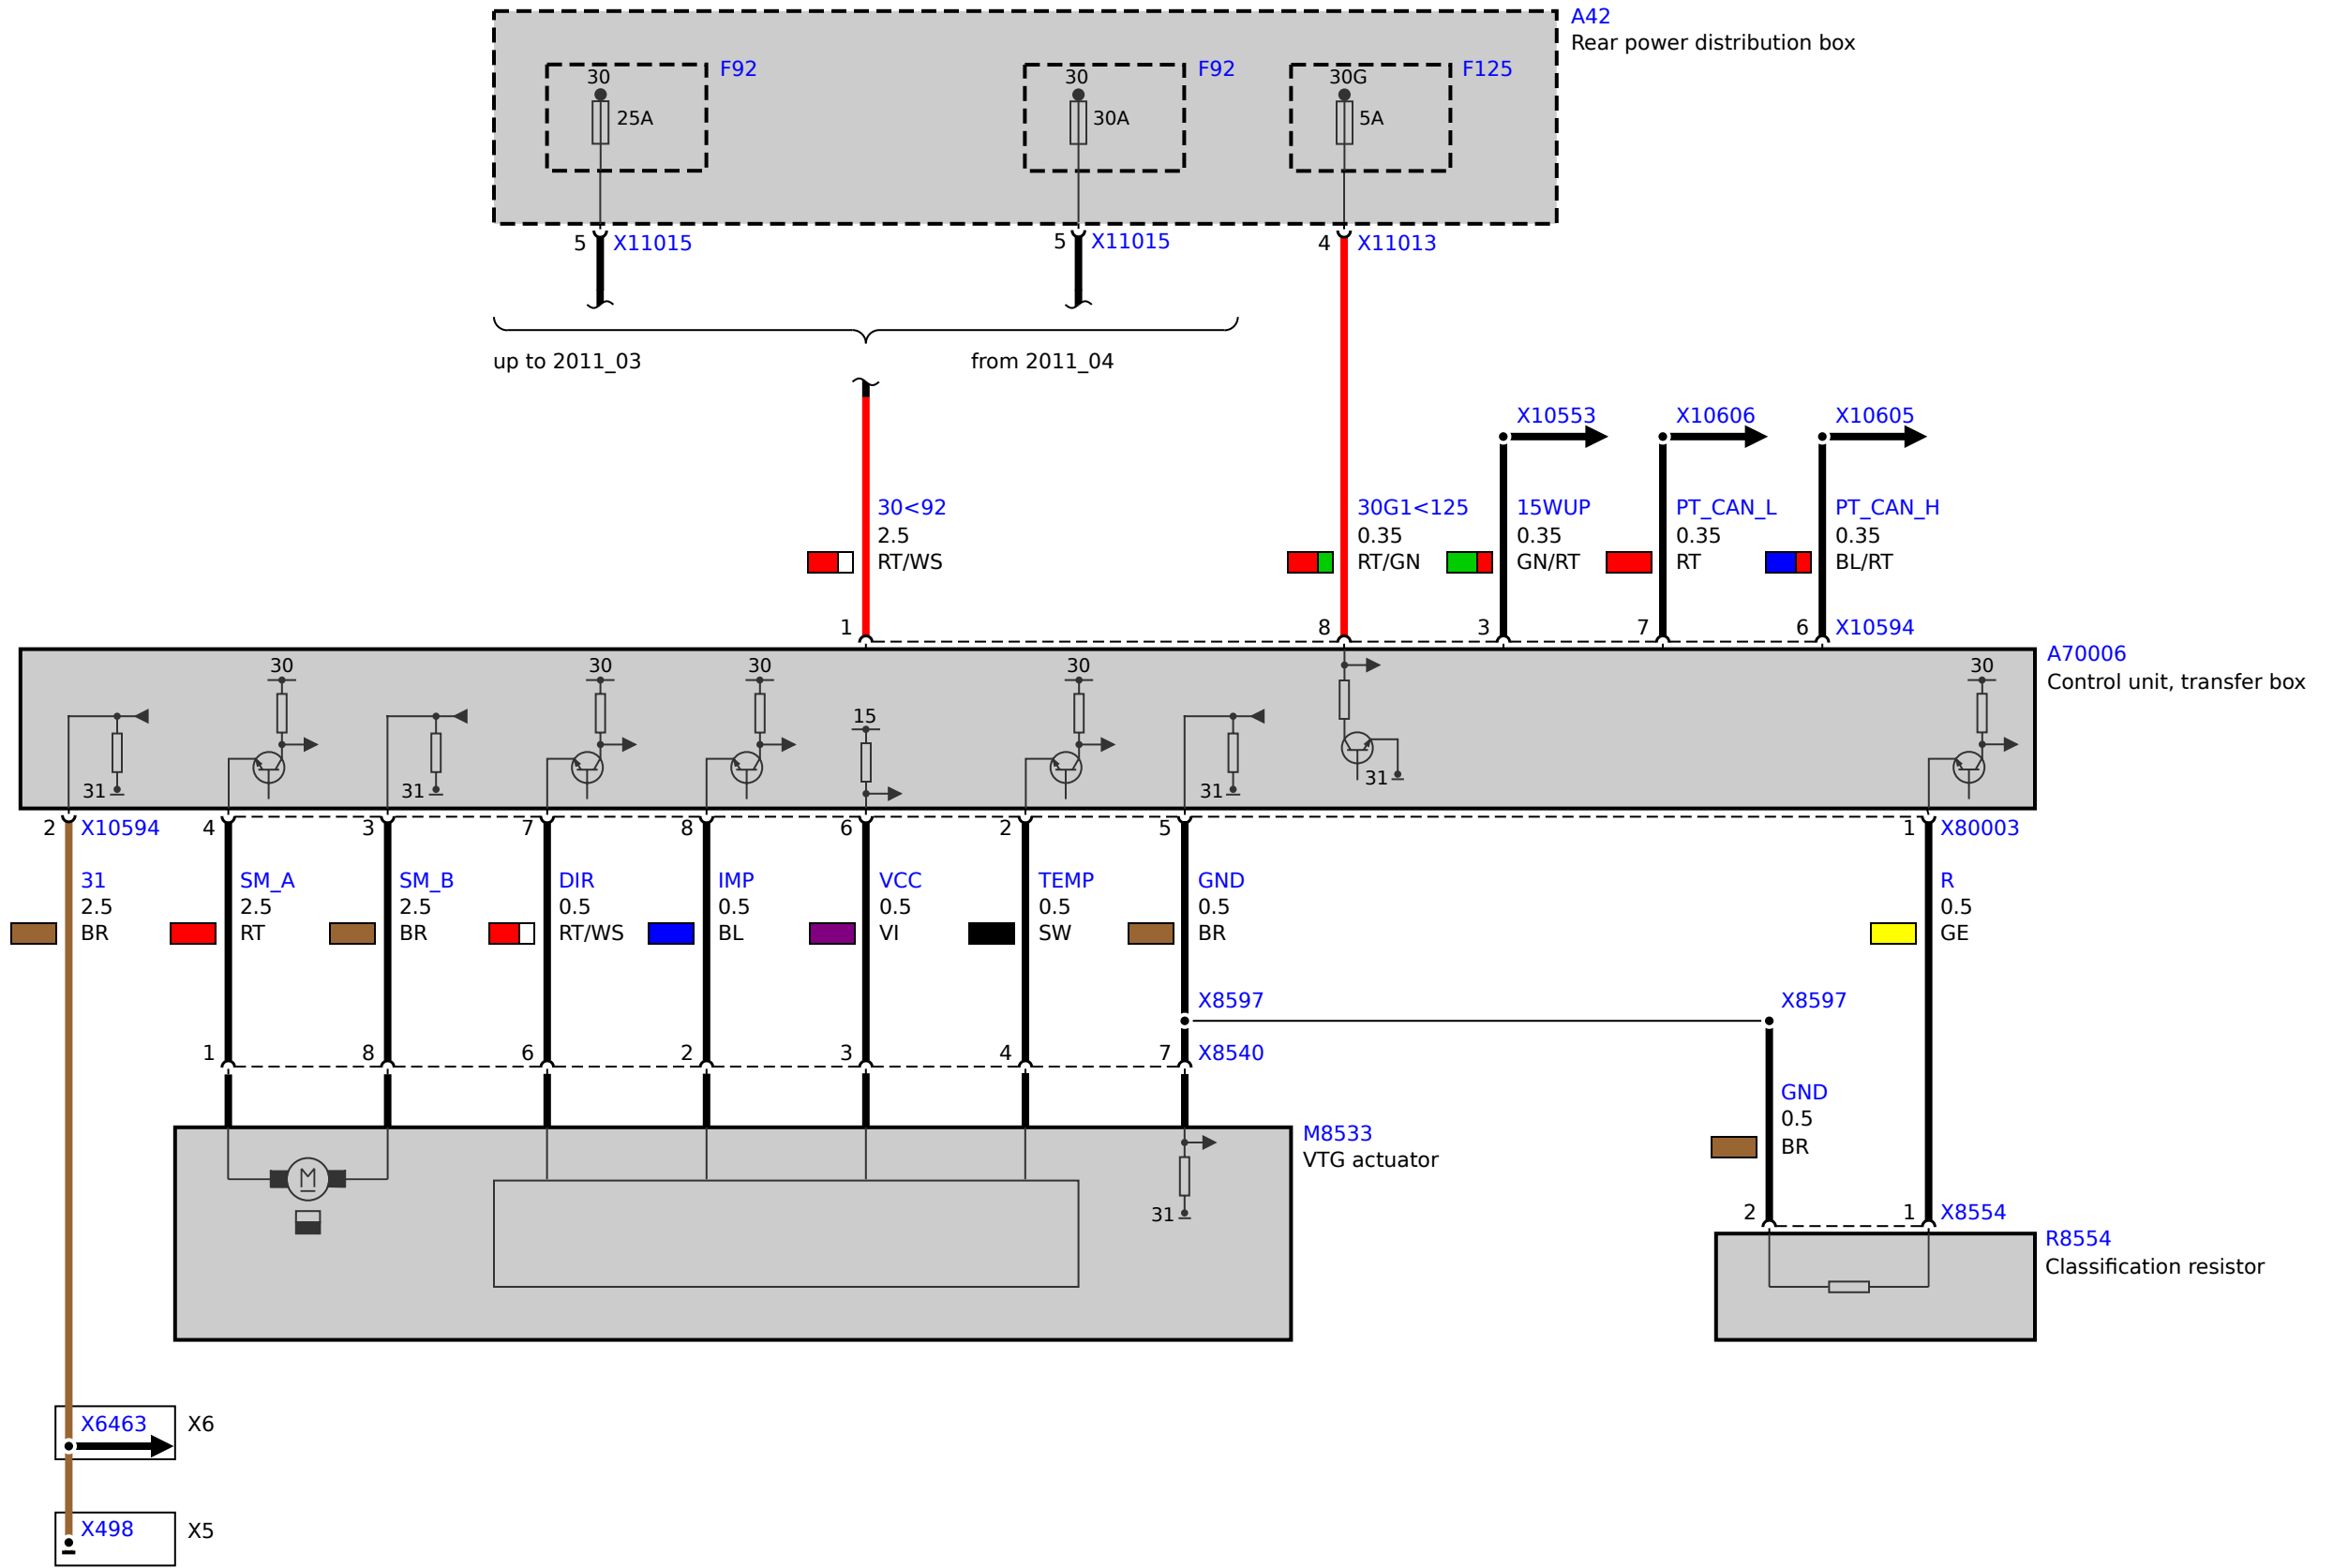 A42
Rear power distribution box
30
F92
25A
30
F92
30A
30G
F125
5A
5
X11015
5
X11015
4
X11013
up to 2011_03
from 2011_04
X10553
X10606
X10605
30<92
2.5
RT/WS
30G1<125
0.35
RT/GN
15WUP
0.35
GN/RT
PT_CAN_L
0.35
RT
PT_CAN_H
0.35
BL/RT
1
8
3
7
6
X10594
A70006
Control unit, transfer box
30
30
30
15
30
30
31
31
31
31
2
X10594
4
3
7
8
6
2
5
1
X80003
31
2.5
BR
SM_A
2.5
RT
SM_B
2.5
BR
DIR
0.5
RT/WS
IMP
0.5
BL
VCC
0.5
VI
TEMP
0.5
SW
GND
0.5
BR
R
0.5
GE
X8597
X8597
1
8
6
2
3
4
7
X8540
GND
0.5
BR
M8533
VTG actuator
M
31
2
1
X8554
R8554
Classification resistor
X6463
X6
X498
X5